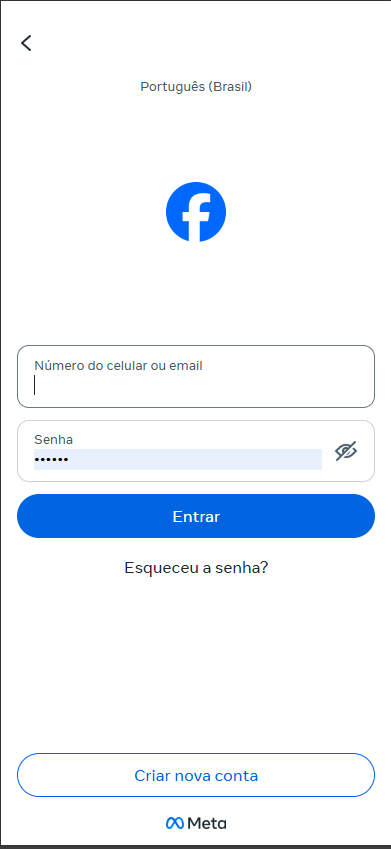 Português (Brasil)
Número do celular ou email
Senha
••••••
Entrar
Esqueceu a senha?
Criar nova conta
Meta